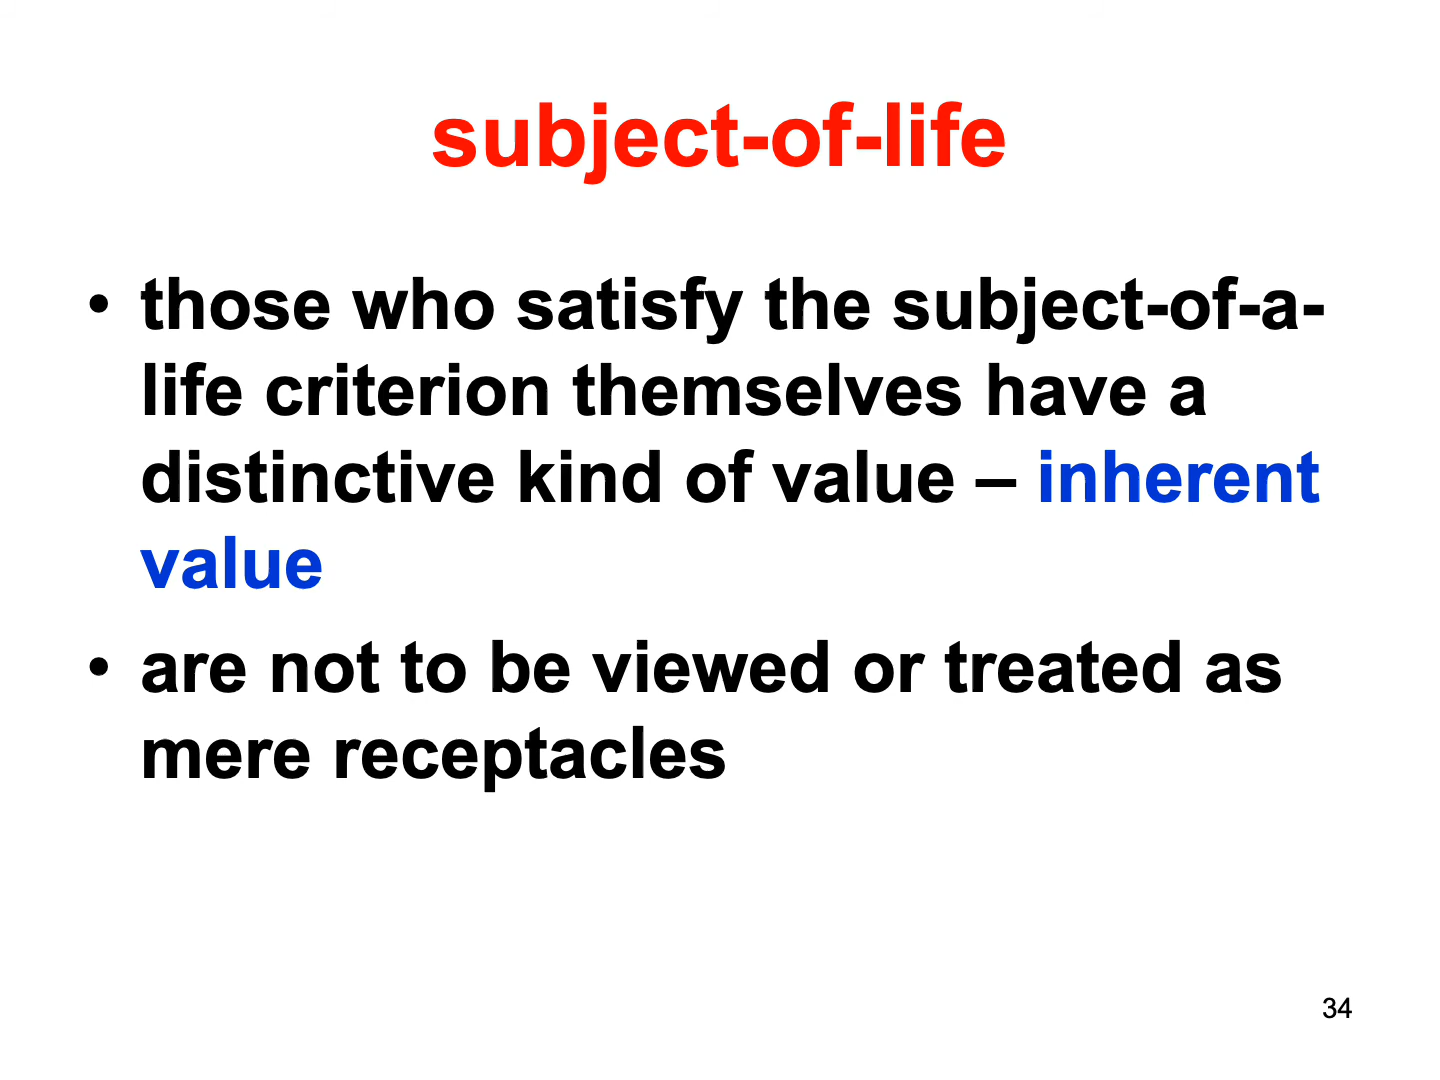 subject-of-life
• those who satisfy the subject-of-a-
life criterion themselves have a
distinctive kind of value – inherent
value
• are not to be viewed or treated as
mere receptacles
34